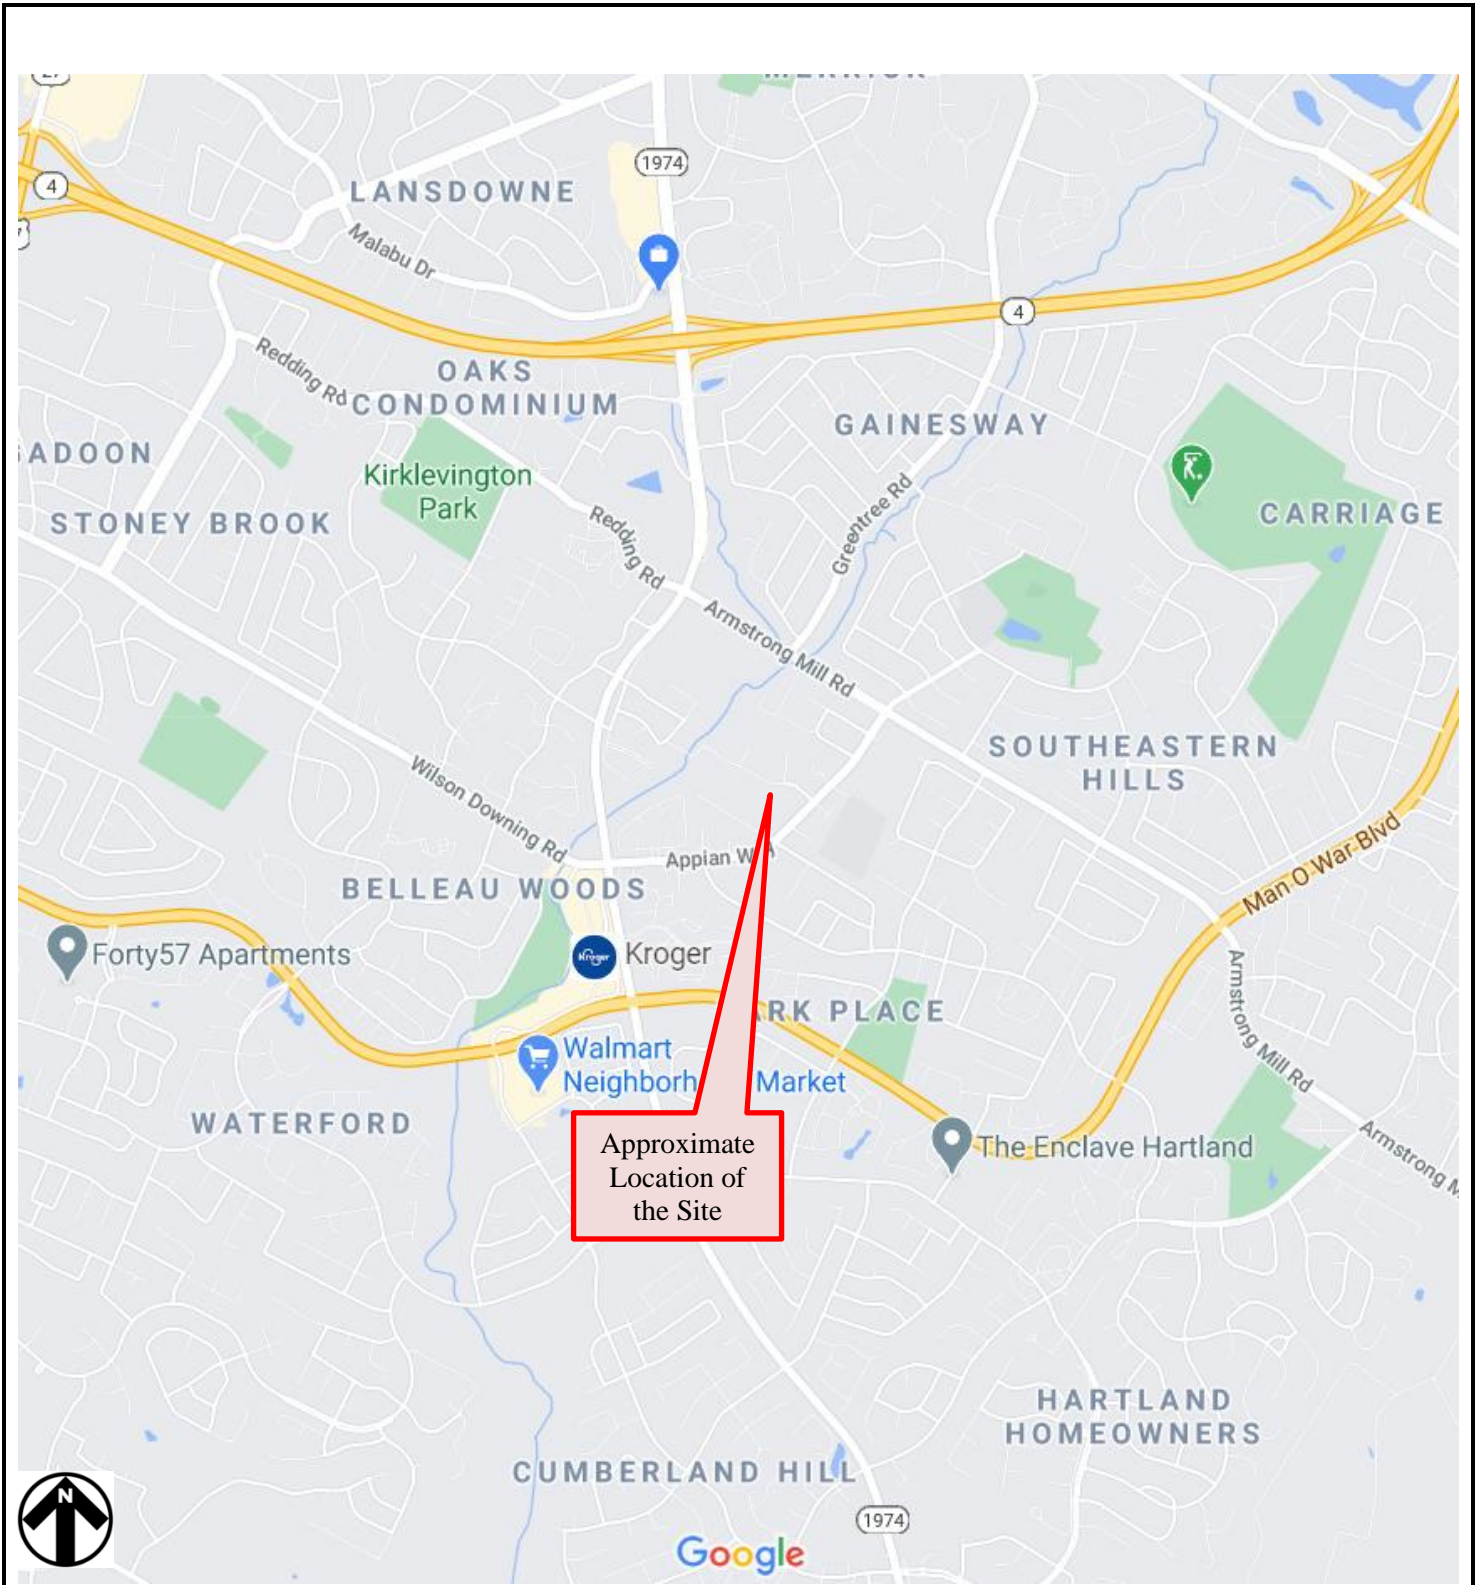 1974
4
LANSDOWNE
Malabu Dr
4
OAKS
CONDOMINIUM
Redding Rd
GAINESWAY
ADOON
Kirklevington
Park
STONEY BROOK
Redding Rd
Greentree Rd
CARRIAGE
Armstrong Mill Rd
SOUTHEASTERN
HILLS
Wilson Downing Rd
Appian W
Man O War Blvd
BELLEAU WOODS
Forty57 Apartments
Kroger
Kroger
Armstrong Mill Rd
RK PLACE
Walmart
Neighborh Market
WATERFORD
Approximate
Location of
the Site
The Enclave Hartland
Armstrong M
HARTLAND
HOMEOWNERS
CUMBERLAND HILL
1974
N
Google